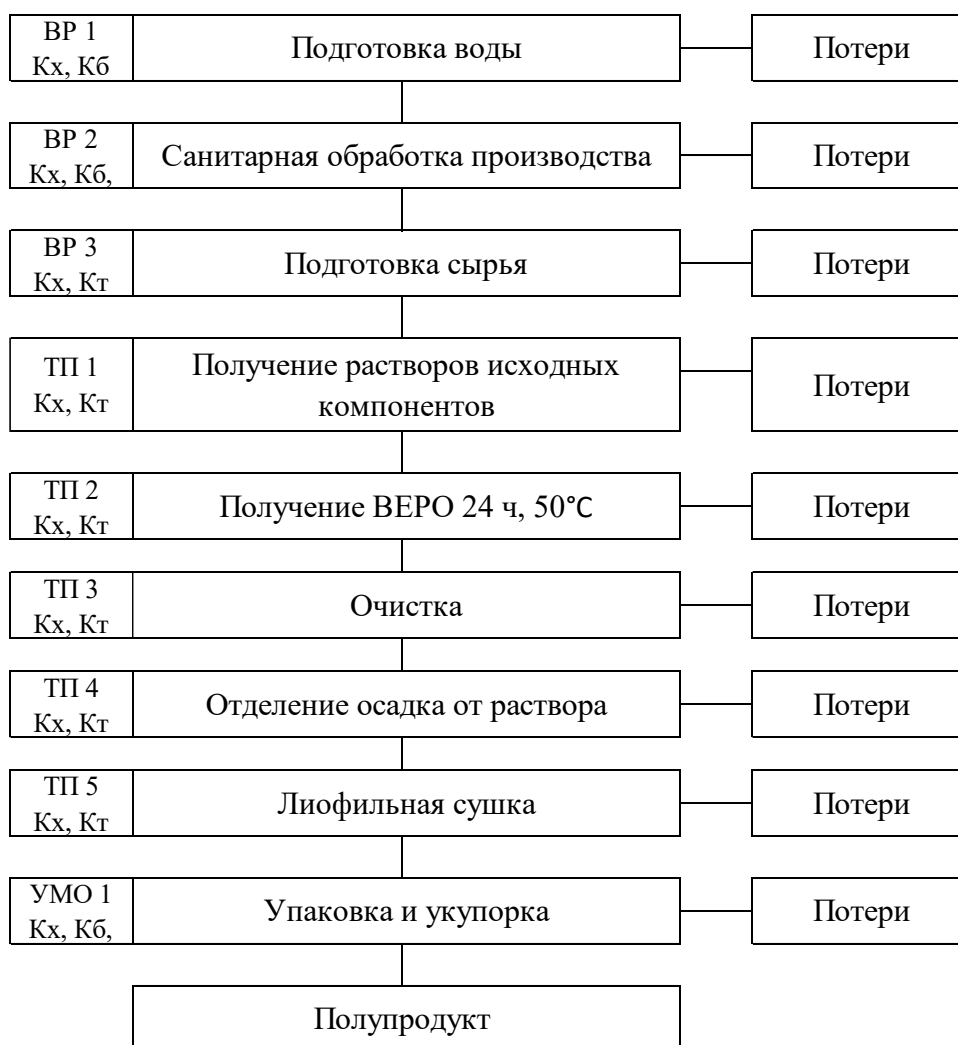 ВР 1
Кх, Кб
Подготовка воды
Потери
ВР 2
Кх, Кб,
Санитарная обработка производства
Потери
ВР 3
Кх, Кт
Подготовка сырья
Потери
ТП 1
Кх, Кт
Получение растворов исходных
компонентов
Потери
ТП 2
Кх, Кт
Получение ВЕРО 24 ч, 50°С
Потери
ТП 3
Кх, Кт
Очистка
Потери
ТП 4
Кх, Кт
Отделение осадка от раствора
Потери
ТП 5
Кх, Кт
Лиофильная сушка
Потери
УМО 1
Кх, Кб,
Упаковка и укупорка
Потери
Полупродукт